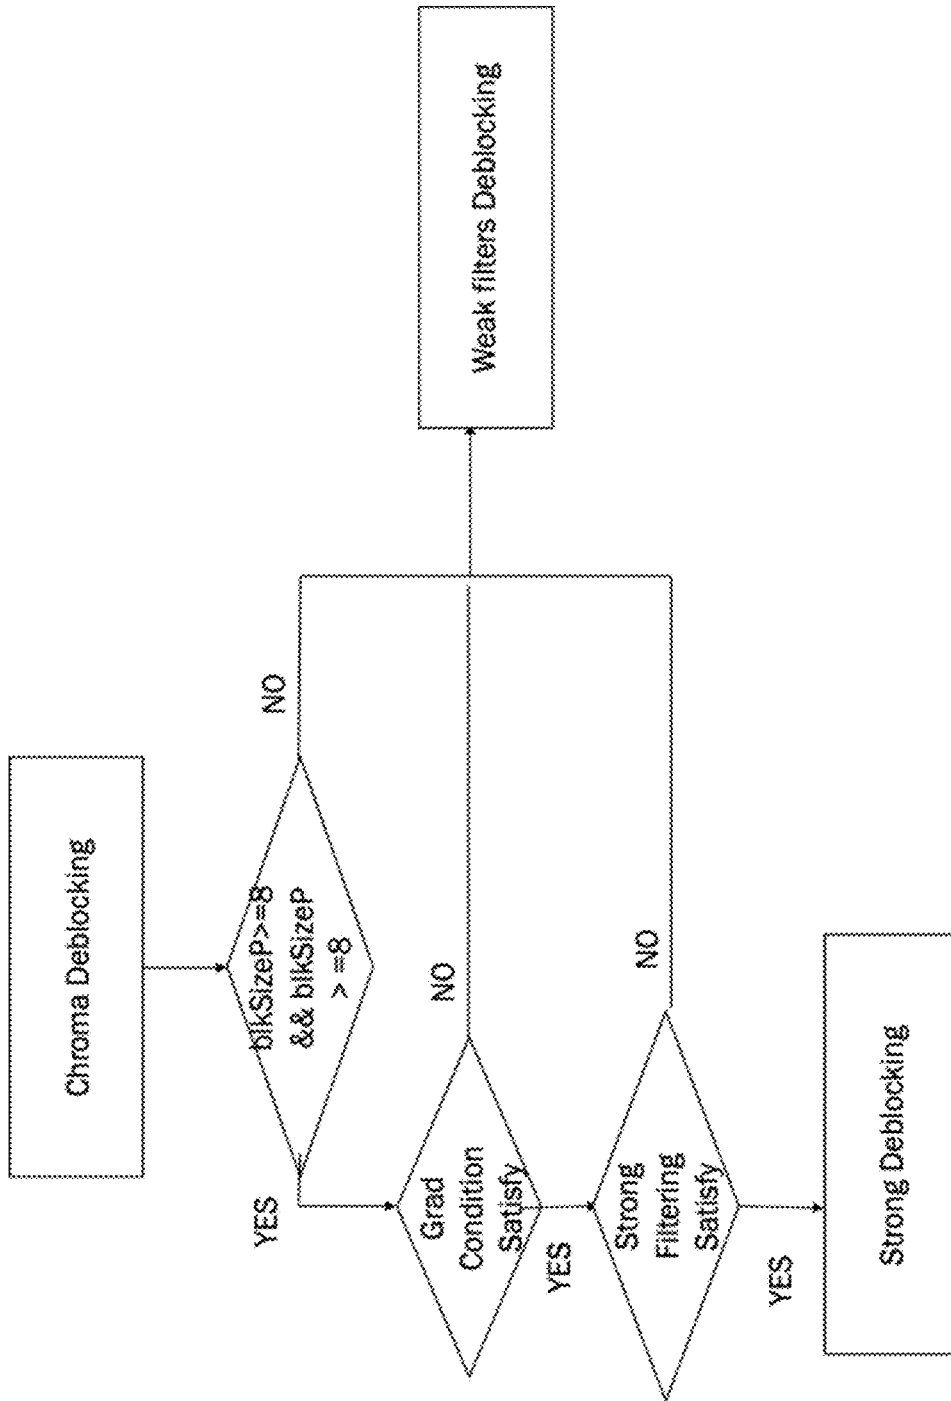 Chroma Deblocking
blkSizeP>=8
&& blkSizeP
> =8
NO
YES
Grad
Condition
Satisfy
NO
YES
Strong
Filtering
Satisfy
NO
YES
Strong Deblocking
Weak filters Deblocking